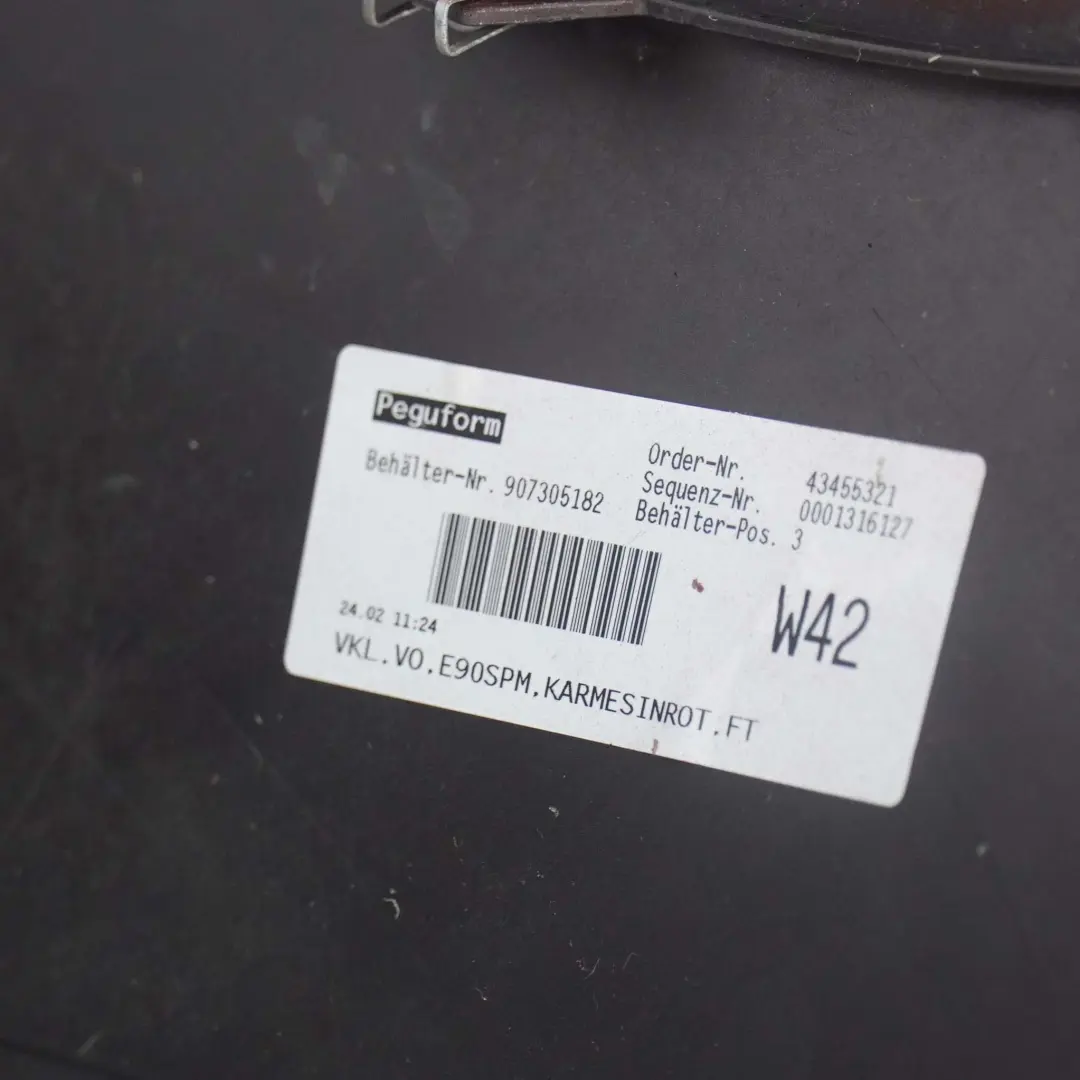 Peguform
Behälter-Nr. 907305182
Order-Nr. 43455321
Sequenz-Nr. 0001316127
Behälter-Pos. 3
W42
24.02 11:24
VKL.VO.E90SPM.KARMESINROT.FT